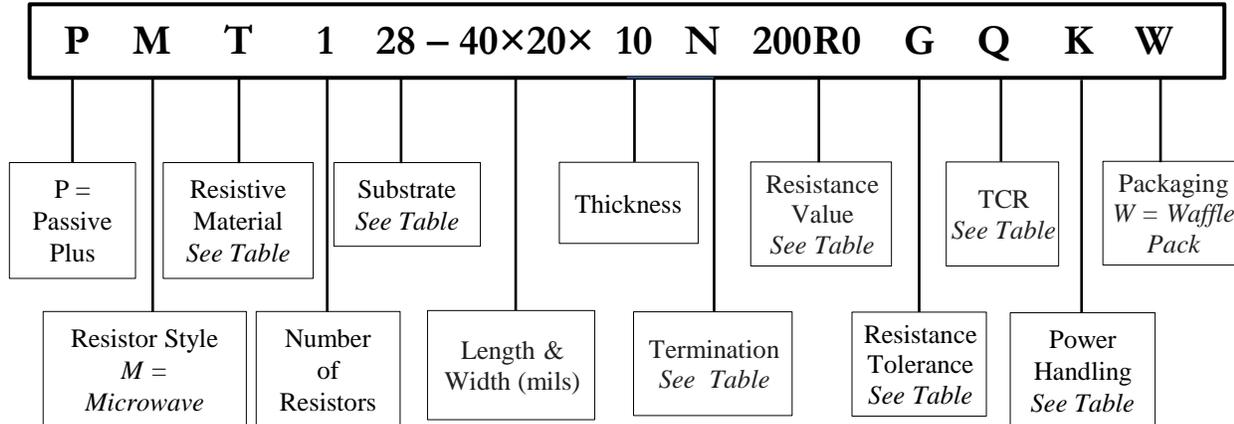 P M T 1 28 – 40×20× 10 N 200R0 G Q K W
P =
Passive
Plus
Resistive
Material
See Table
Substrate
See Table
Thickness
Resistance
Value
See Table
TCR
See Table
Packaging
W = Waffle
Pack
Resistor Style
M =
Microwave
Number
of
Resistors
Length &
Width (mils)
Termination
See Table
Resistance
Tolerance
See Table
Power
Handling
See Table